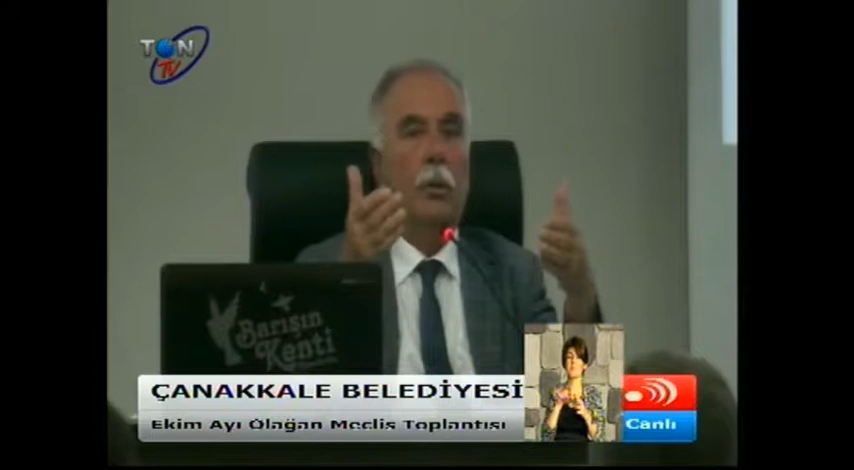 TON
TV
Barışın
Kenti
ÇANAKKALE BELEDİYESİ
Ekim Ayı Olağan Meclis Toplantısı
Canlı